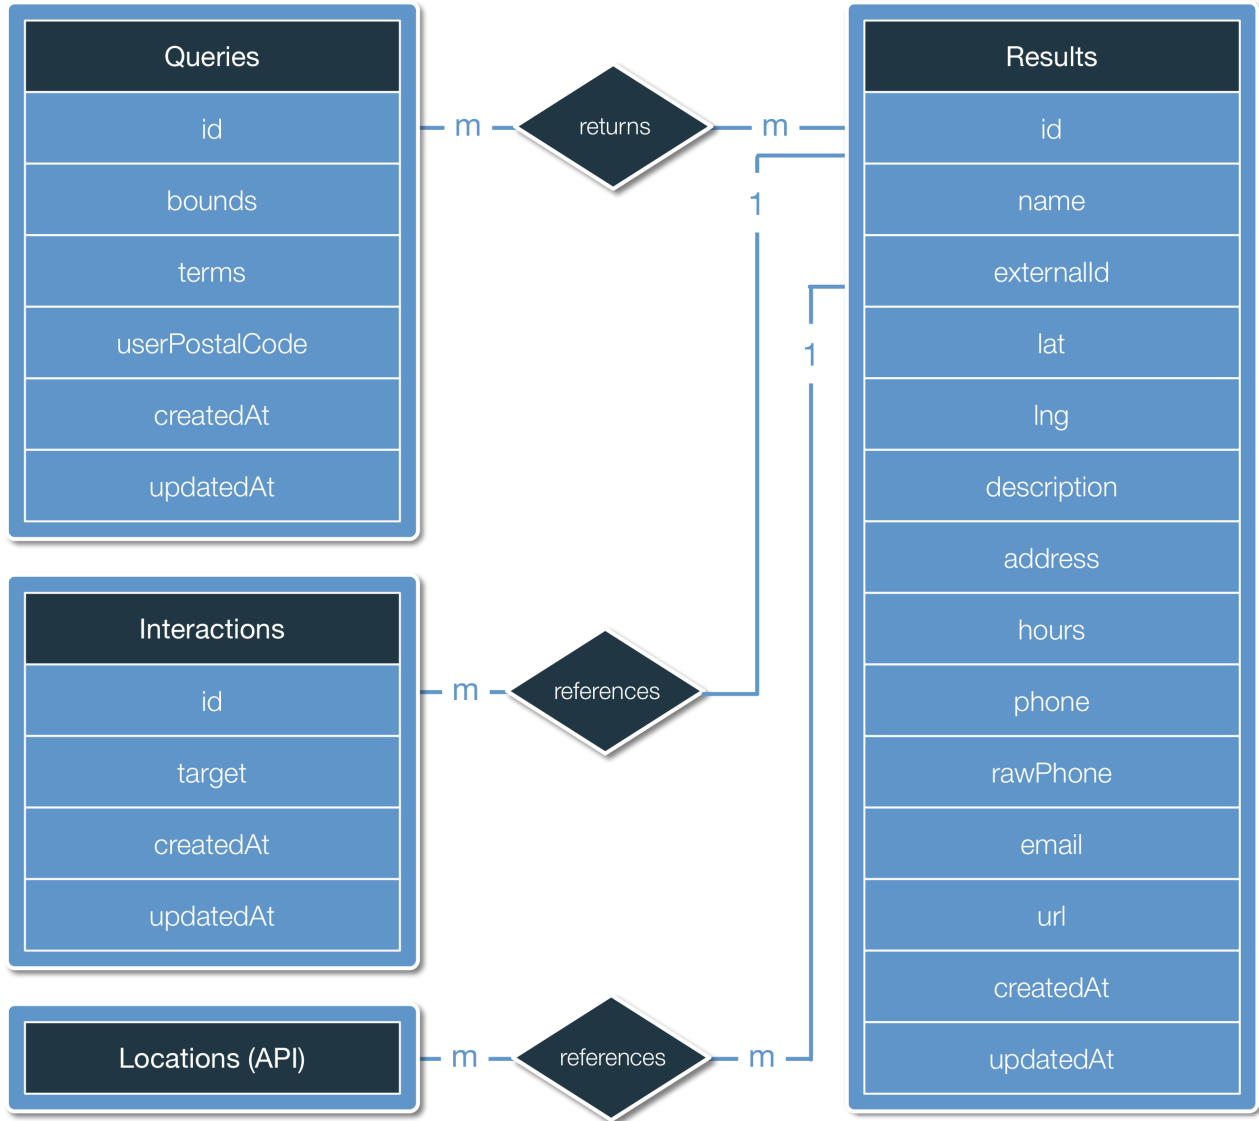 Queries
id
bounds
terms
userPostalCode
createdAt
updatedAt
m
returns
m
1
1
Interactions
id
target
createdAt
updatedAt
m
references
Locations (API)
m
references
m
Results
id
name
externalId
lat
lng
description
address
hours
phone
rawPhone
email
url
createdAt
updatedAt